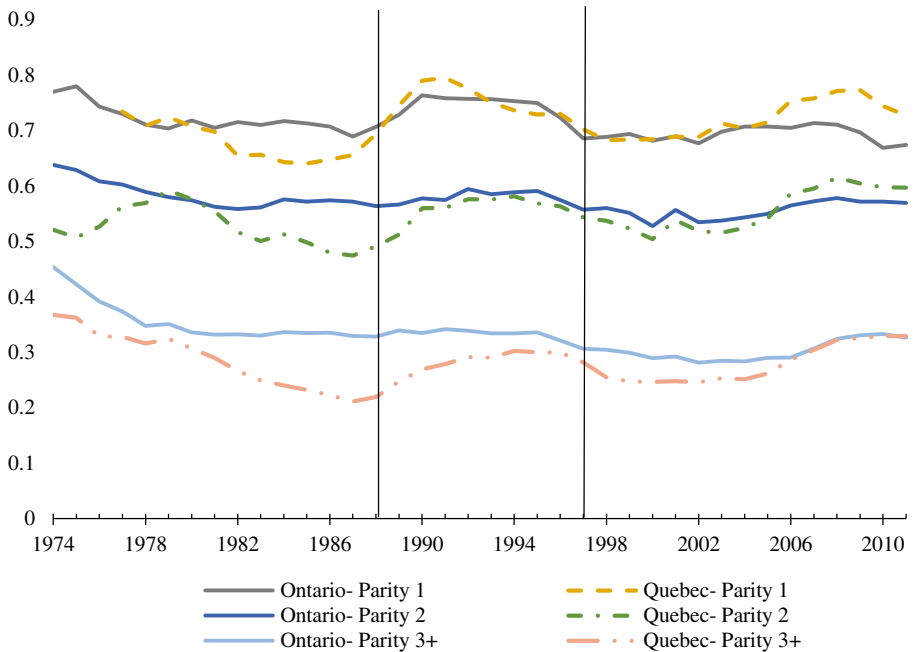 0.9
0.8
0.7
0.6
0.5
0.4
0.3
0.2
0.1
0
1974 1978 1982 1986 1990 1994 1998 2002 2006 2010
Ontario- Parity 1 Quebec- Parity 1
Ontario- Parity 2 Quebec- Parity 2
Ontario- Parity 3+ Quebec- Parity 3+